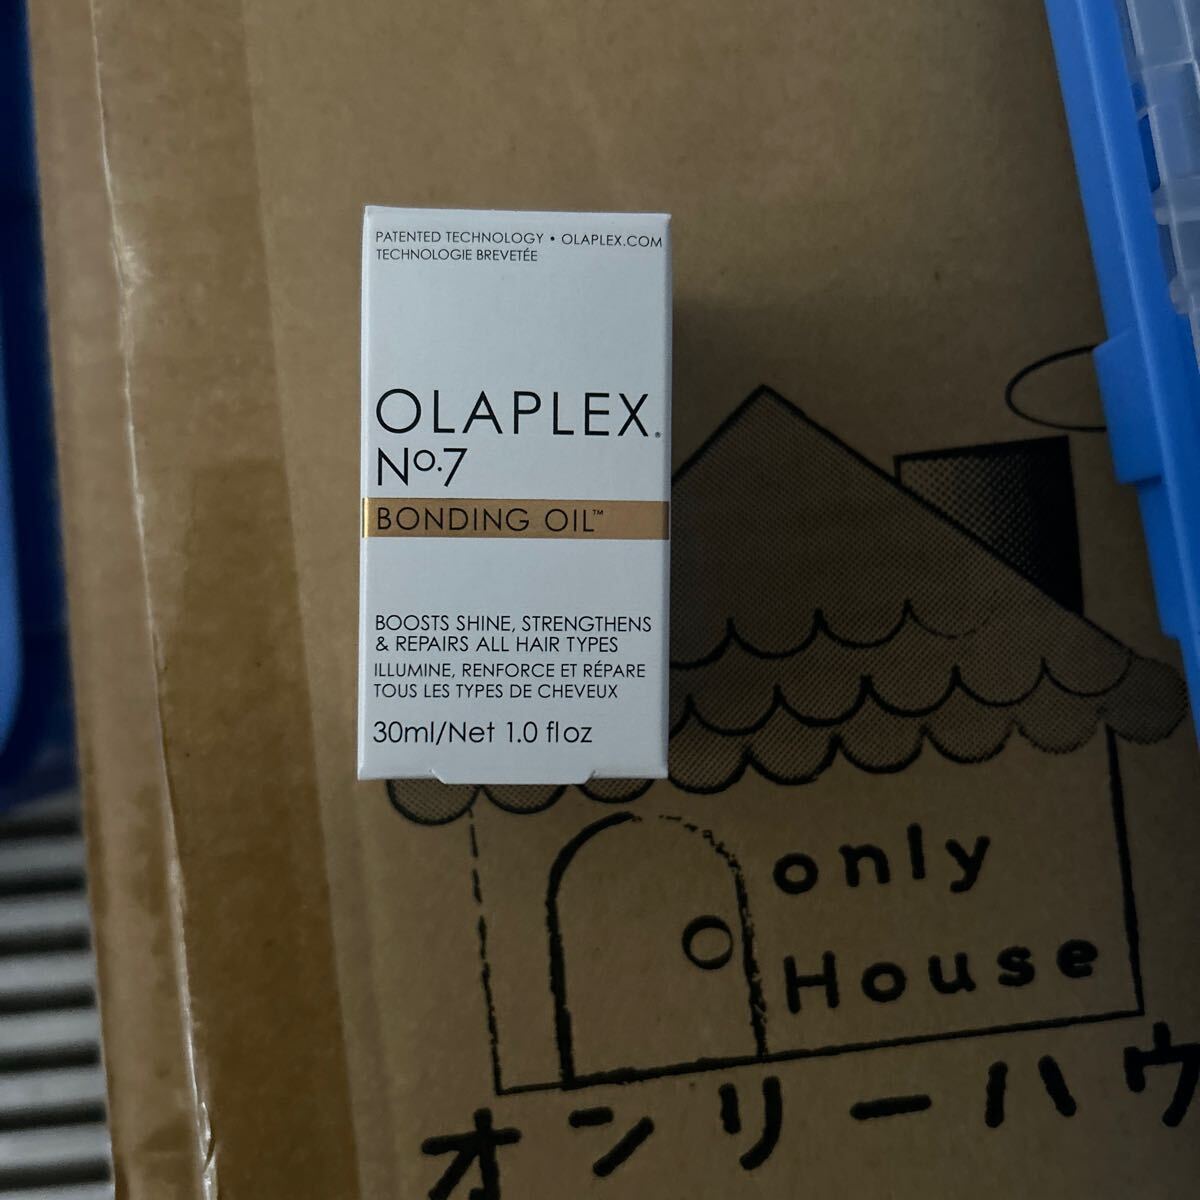 PATENTED TECHNOLOGY • OLAPLEX.COM
TECHNOLOGIE BREVETÉE
OLAPLEX®
Nº.7
BONDING OIL™
BOOSTS SHINE, STRENGTHENS
& REPAIRS ALL HAIR TYPES
ILLUMINE, RENFORCE ET RÉPARE
TOUS LES TYPES DE CHEVEUX
30ml/Net 1.0 fl oz
only
House
オンリーハウ